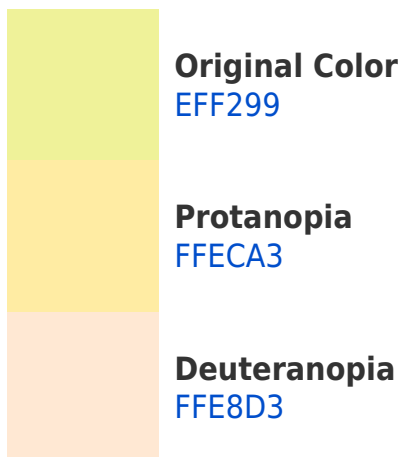 Original Color
EFF299
Protanopia
FFECA3
Deuteranopia
FFE8D3